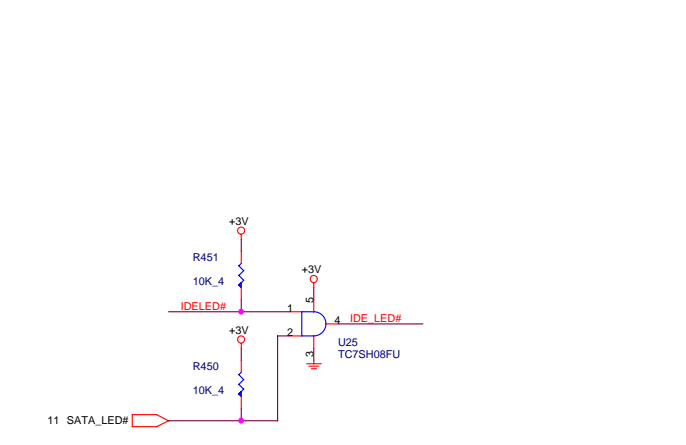 +3V
R451
10K_4
+3V
5
IDELED#
1
4
IDE_LED#
+3V
2
U25
TC7SH08FU
3
R450
10K_4
11 SATA_LED#